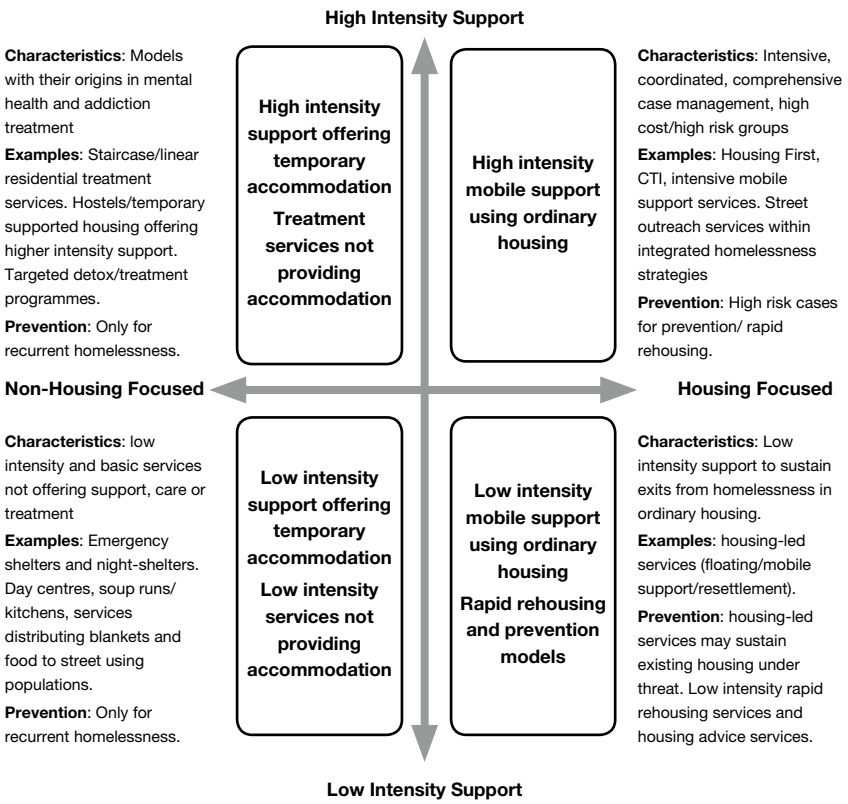 High Intensity Support
Characteristics: Models
with their origins in mental
health and addiction
treatment
Examples: Staircase/linear
residential treatment
services. Hostels/temporary
supported housing offering
higher intensity support.
Targeted detox/treatment
programmes.
Prevention: Only for
recurrent homelessness.
High intensity
support offering
temporary
accommodation
Treatment
services not
providing
accommodation
High intensity
mobile support
using ordinary
housing
Characteristics: Intensive,
coordinated, comprehensive
case management, high
cost/high risk groups
Examples: Housing First,
CTI, intensive mobile
support services. Street
outreach services within
integrated homelessness
strategies
Prevention: High risk cases
for prevention/ rapid
rehousing.
Non-Housing Focused
Housing Focused
Characteristics: low
intensity and basic services
not offering support, care or
treatment
Examples: Emergency
shelters and night-shelters.
Day centres, soup runs/
kitchens, services
distributing blankets and
food to street using
populations.
Prevention: Only for
recurrent homelessness.
Low intensity
support offering
temporary
accommodation
Low intensity
services not
providing
accommodation
Low intensity
mobile support
using ordinary
housing
Rapid rehousing
and prevention
models
Characteristics: Low
intensity support to sustain
exits from homelessness in
ordinary housing.
Examples: housing-led
services (floating/mobile
support/resettlement).
Prevention: housing-led
services may sustain
existing housing under
threat. Low intensity rapid
rehousing services and
housing advice services.
Low Intensity Support